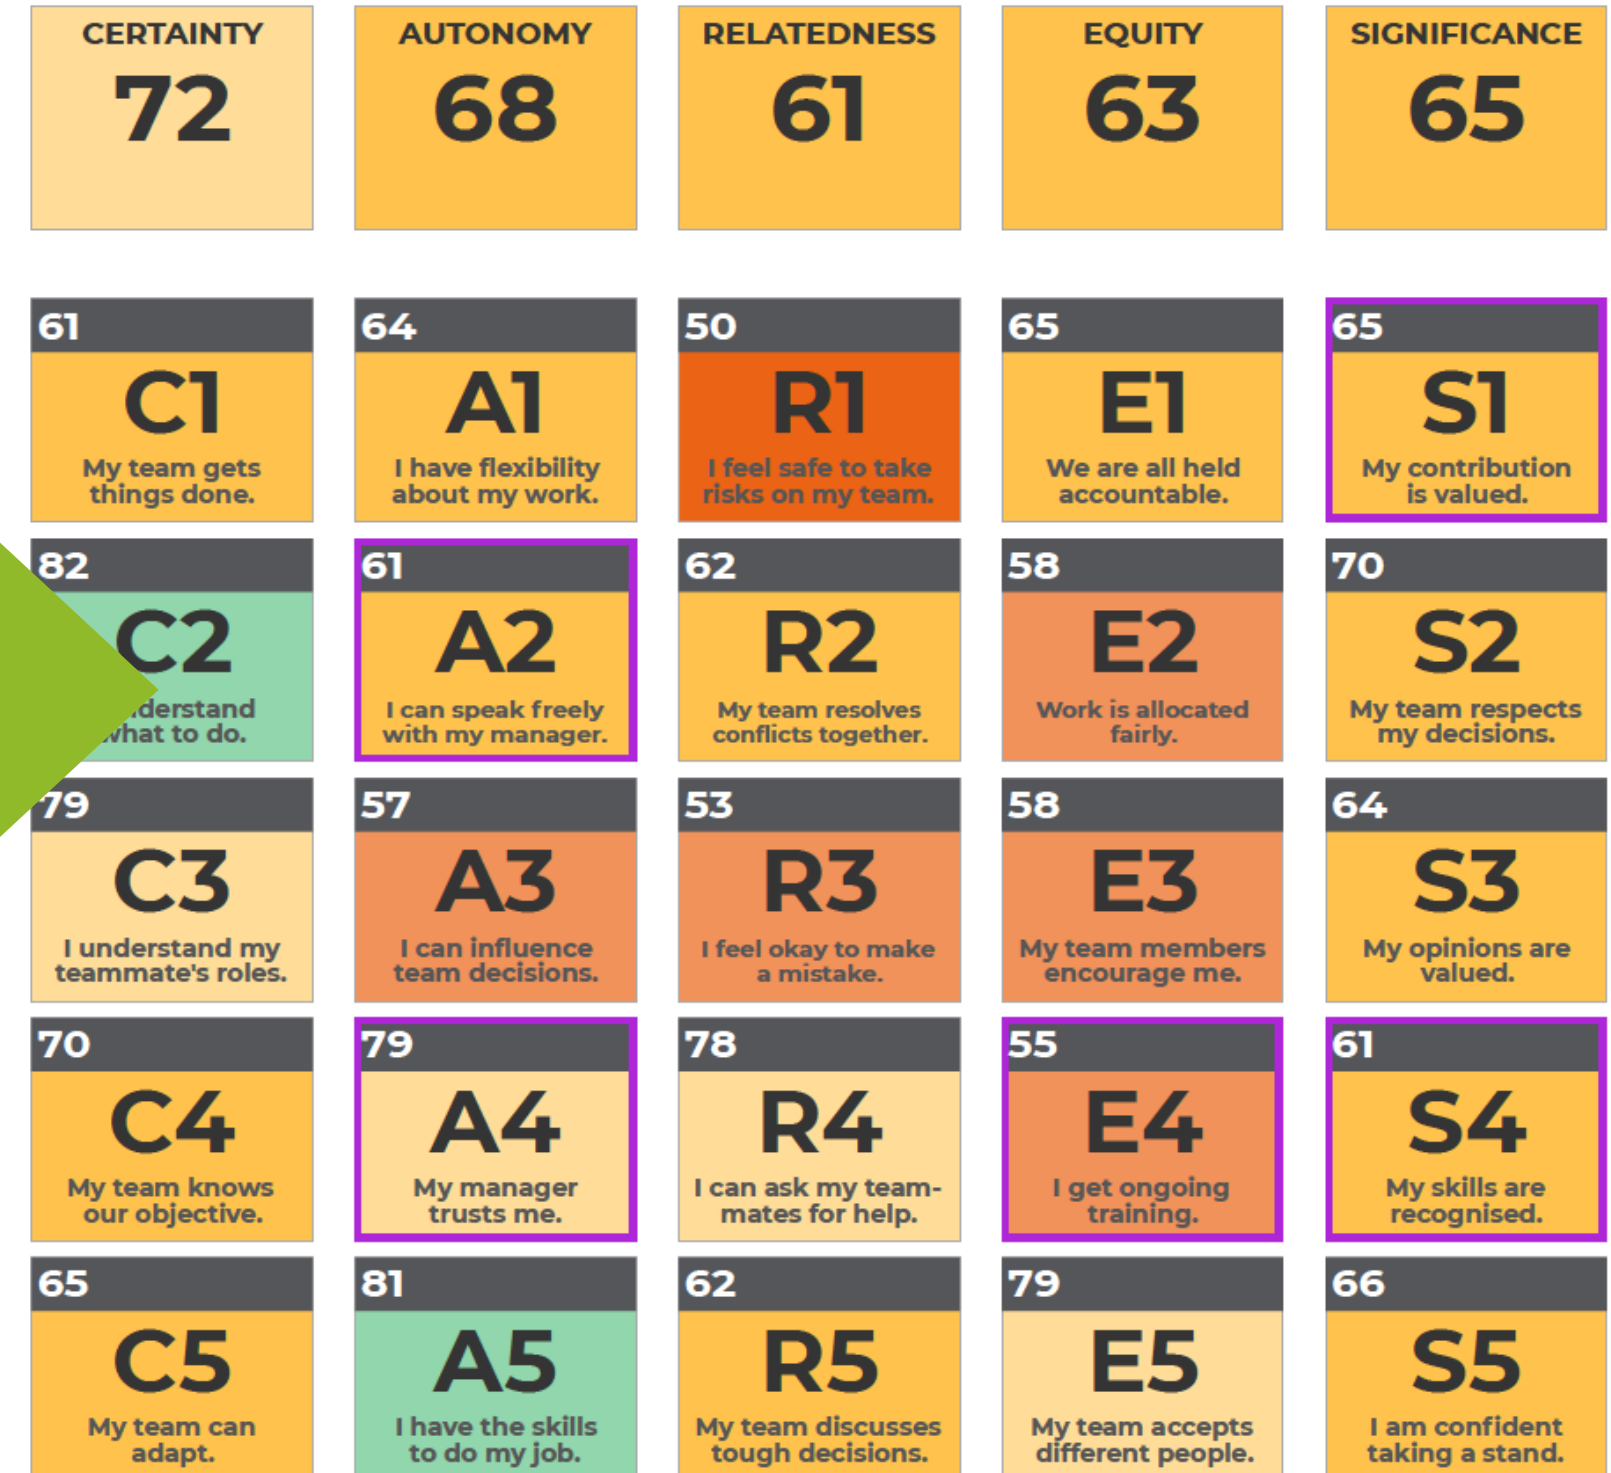 CERTAINTY
72
AUTONOMY
68
RELATEDNESS
61
EQUITY
63
SIGNIFICANCE
65
61
C1
My team gets
things done.
64
A1
I have flexibility
about my work.
50
R1
I feel safe to take
risks on my team.
65
E1
We are all held
accountable.
65
S1
My contribution
is valued.
82
C2
what to do.
61
A2
I can speak freely
with my manager.
62
R2
My team resolves
conflicts together.
58
E2
Work is allocated
fairly.
70
S2
My team respects
my decisions.
79
C3
I understand my
teammate's roles.
57
A3
I can influence
team decisions.
53
R3
I feel okay to make
a mistake.
58
E3
My team members
encourage me.
64
S3
My opinions are
valued.
70
C4
My team knows
our objective.
79
A4
My manager
trusts me.
78
R4
I can ask my team-
mates for help.
55
E4
I get ongoing
training.
61
S4
My skills are
recognised.
65
C5
My team can
adapt.
81
A5
I have the skills
to do my job.
62
R5
My team discusses
tough decisions.
79
E5
My team accepts
different people.
66
S5
I am confident
taking a stand.